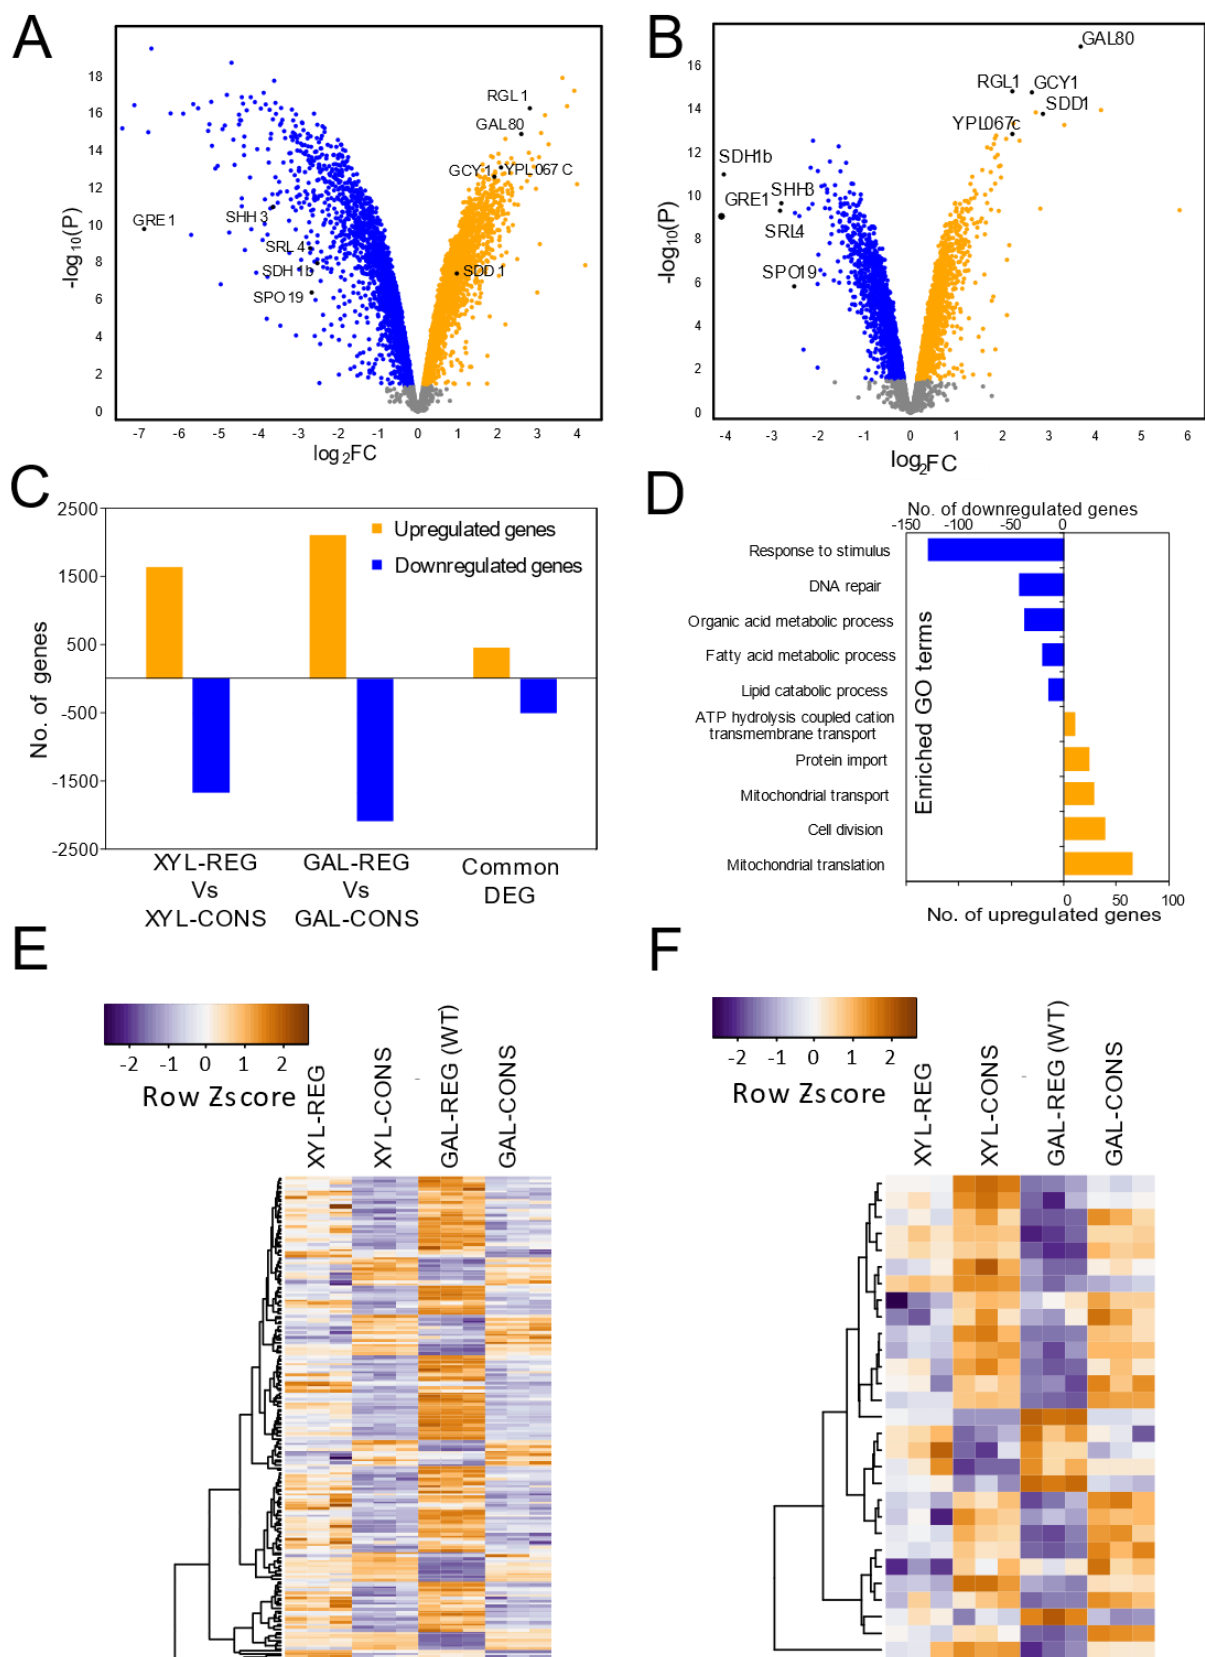 A
-log10(P)
18
16
14
12
10
8
6
4
2
0
RGL1
GAL80
GCY1
YPL067C
GRE1
SHH3
SRL4
SDH1b
SPO19
SDD1
-7
-6
-5
-4
-3
-2
-1
0
1
2
3
4
log2FC
B
-log10(P)
16
14
12
10
8
6
4
2
0
GAL80
RGL1
GCY1
SDD1
YPL067c
SDH1b
SHH3
GRE1
SRL4
SPO19
-4
-3
-2
-1
0
1
2
3
4
5
6
log2FC
C
No. of genes
2500
1500
500
-500
-1500
-2500
Upregulated genes
Downregulated genes
XYL-REG
Vs
XYL-CONS
GAL-REG
Vs
GAL-CONS
Common
DEG
D
No. of downregulated genes
-150
-100
-50
0
Response to stimulus
DNA repair
Organic acid metabolic process
Fatty acid metabolic process
Lipid catabolic process
ATP hydrolysis coupled cation
transmembrane transport
Protein import
Mitochondrial transport
Cell division
Mitochondrial translation
Enriched GO terms
0
50
100
No. of upregulated genes
E
-2
-1
0
1
2
Row Zscore
XYL-REG
XYL-CONS
GAL-REG (WT)
GAL-CONS
F
-2
-1
0
1
2
Row Zscore
XYL-REG
XYL-CONS
GAL-REG (WT)
GAL-CONS